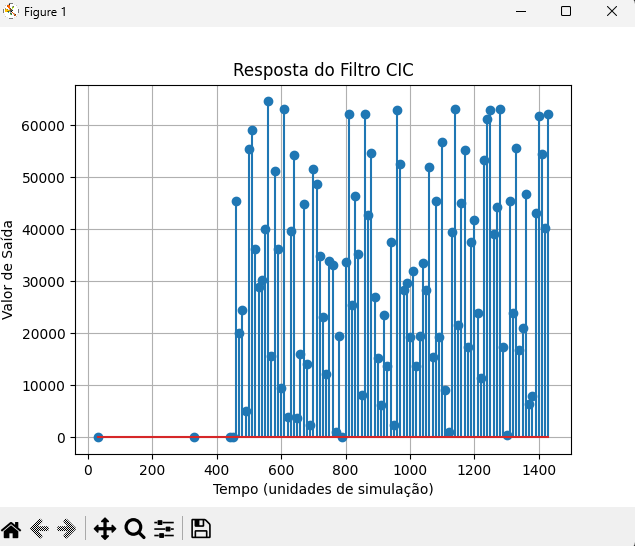 Figure 1
Resposta do Filtro CIC
Valor de Saída
60000
50000
40000
30000
20000
10000
0
0 200 400 600 800 1000 1200 1400
Tempo (unidades de simulação)